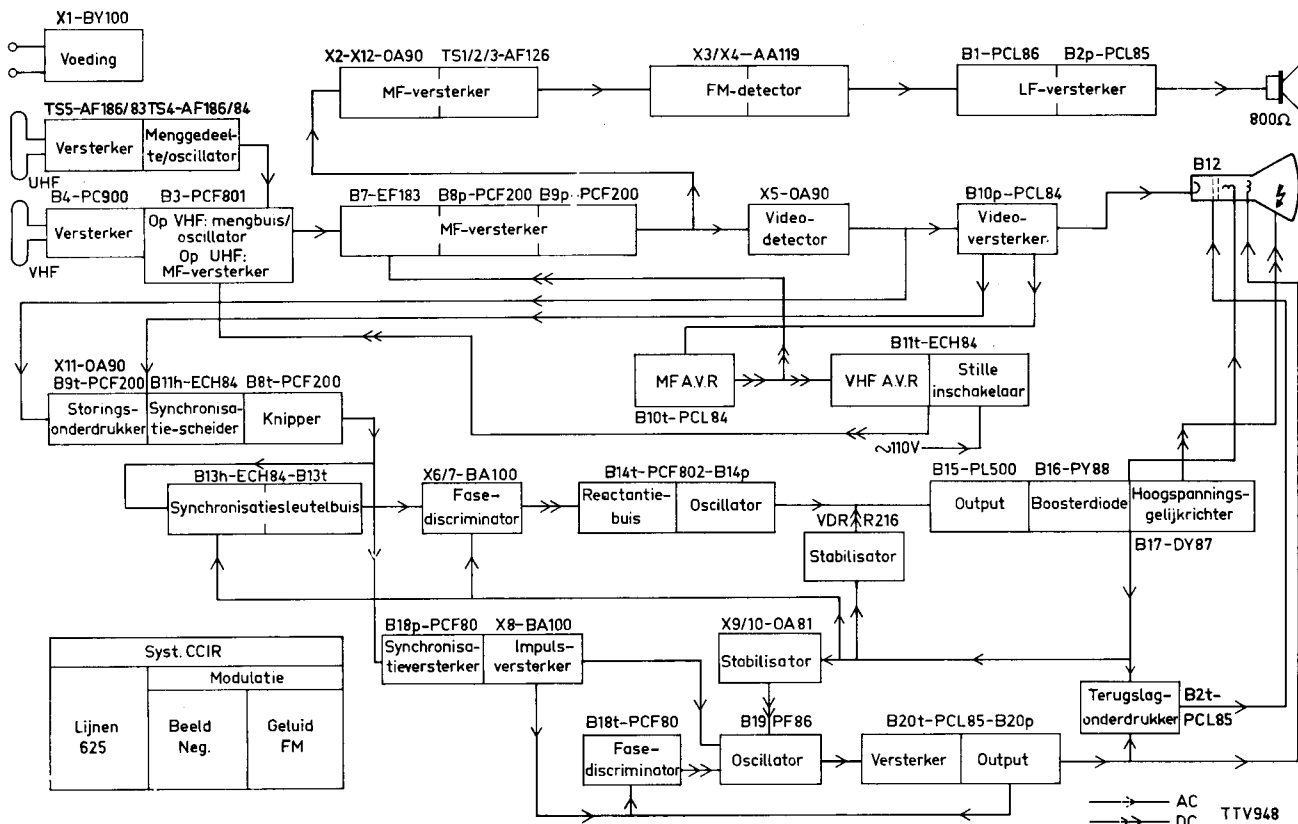 X1-BY100
Voeding
X2-X12-OA90 TS1/2/3-AF126
MF-versterker
X3/X4-AA119
FM-detector
B1-PCL86 B2p-PCL85
LF-versterker
800Ω
TS5-AF186/83 TS4-AF186/84
Versterker
Menggedeel-
te/oscillator
UHF
B4-PC900
Versterker
VHF
B3-PCF801
Op VHF: mengbuis/
oscillator
Op UHF:
MF-versterker
B7-EF183 B8p-PCF200 B9p-PCF200
MF-versterker
X5-OA90
Video-
detector
B10p-PCL84
Video-
versterker
B12
MF A.V.R
B10t-PCL84
B11t-ECH84
VHF A.V.R
Stille
inschakelaar
~110V
X11-OA90
B9t-PCF200 B11h-ECH84 B8t-PCF200
Storings-
onderdrukker
Synchronisa-
tie-scheider
Knipper
B13h-ECH84-B13t
Synchronisatiesleutelbuis
X6/7-BA100
Fase-
discriminator
B14t-PCF802-B14p
Reactantie-
buis
Oscillator
VDR R216
Stabilisator
B15-PL500 B16-PY88
Output
Boosterdiode
Hoogspannings-
gelijkrichter
B17-DY87
B18p-PCF80 X8-BA100
Synchronisa-
tieversterker
Impuls-
versterker
X9/10-OA81
Stabilisator
B18t-PCF80
Fase-
discriminator
B19 PF86
Oscillator
B20t-PCL85-B20p
Versterker
Output
Terugslag-
onderdrukker
B2t-
PCL85
Syst. CCIR
Modulatie
Lijnen
625
Beeld
Neg.
Geluid
FM
AC
DC
TTV948